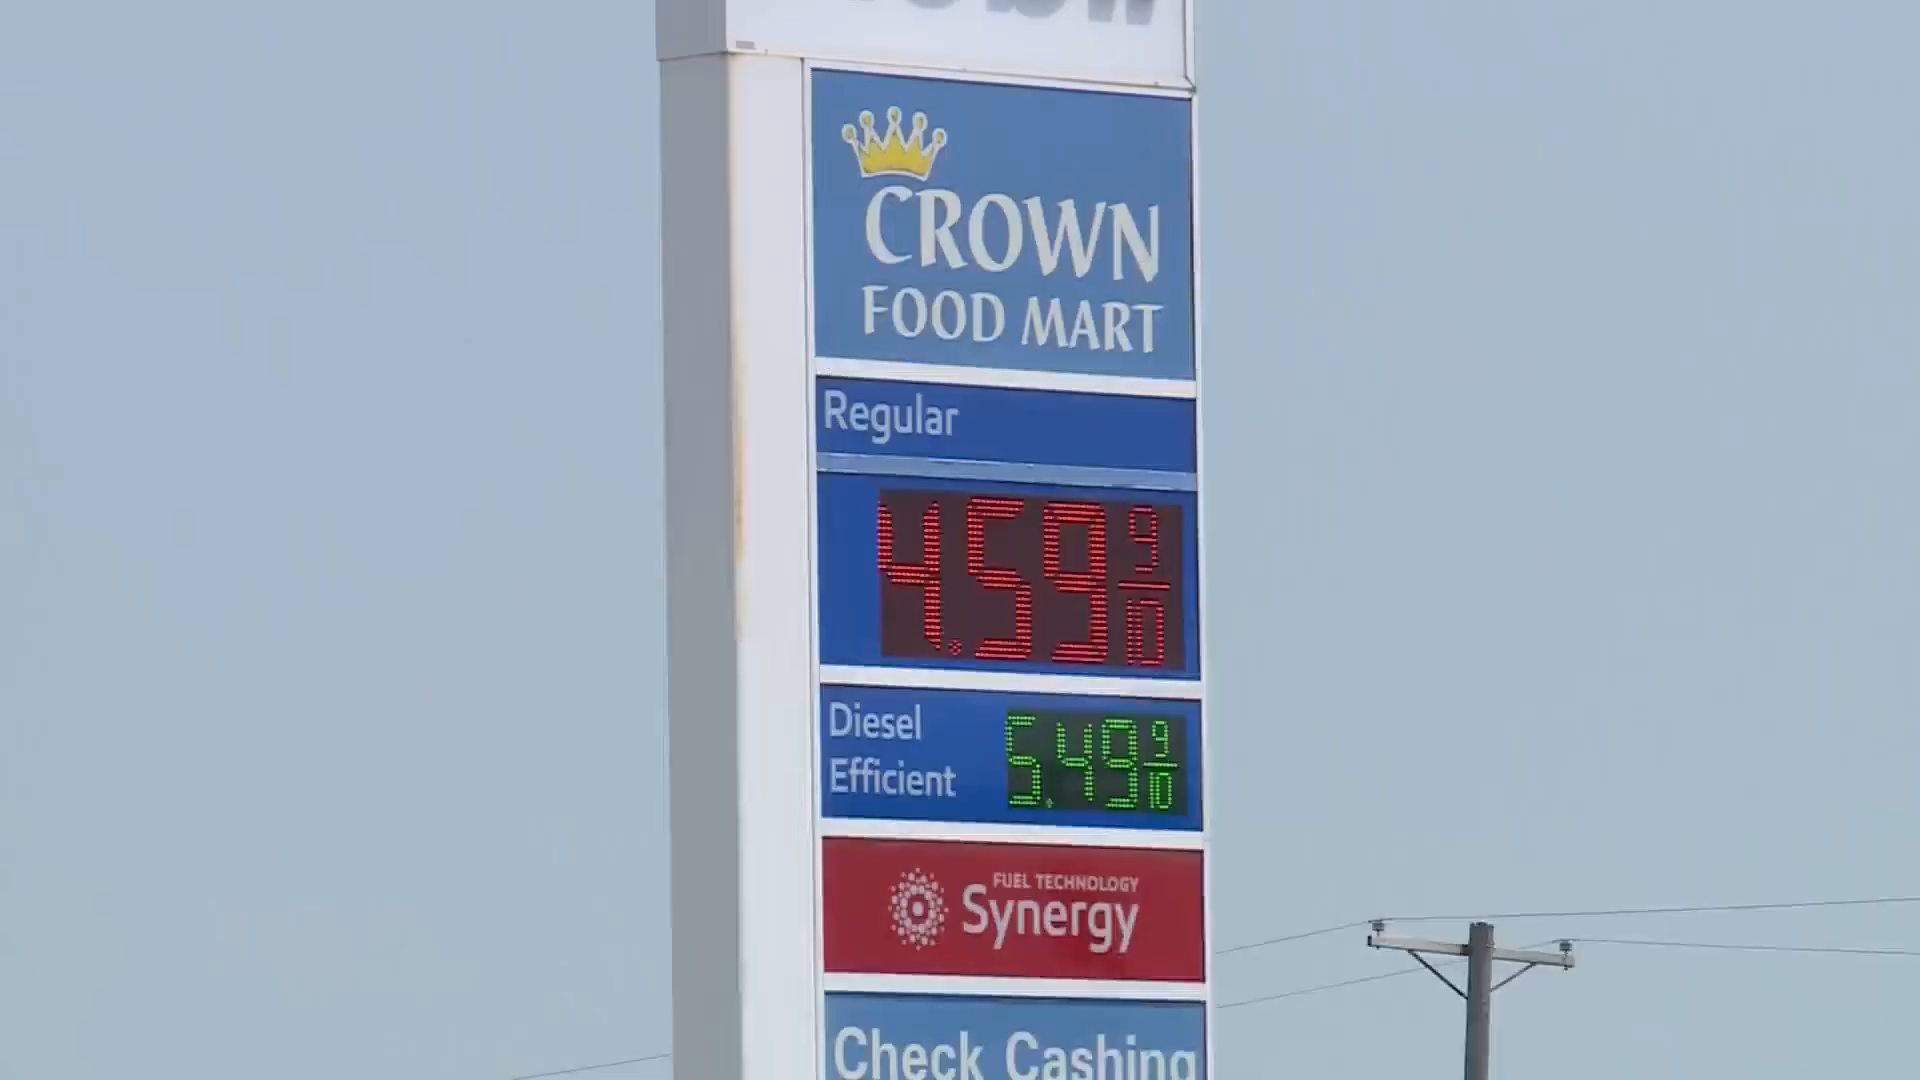 CROWN
FOOD MART
Regular
4.59 9/10
Diesel
Efficient
5.49 9/10
FUEL TECHNOLOGY
Synergy
Check Cashing